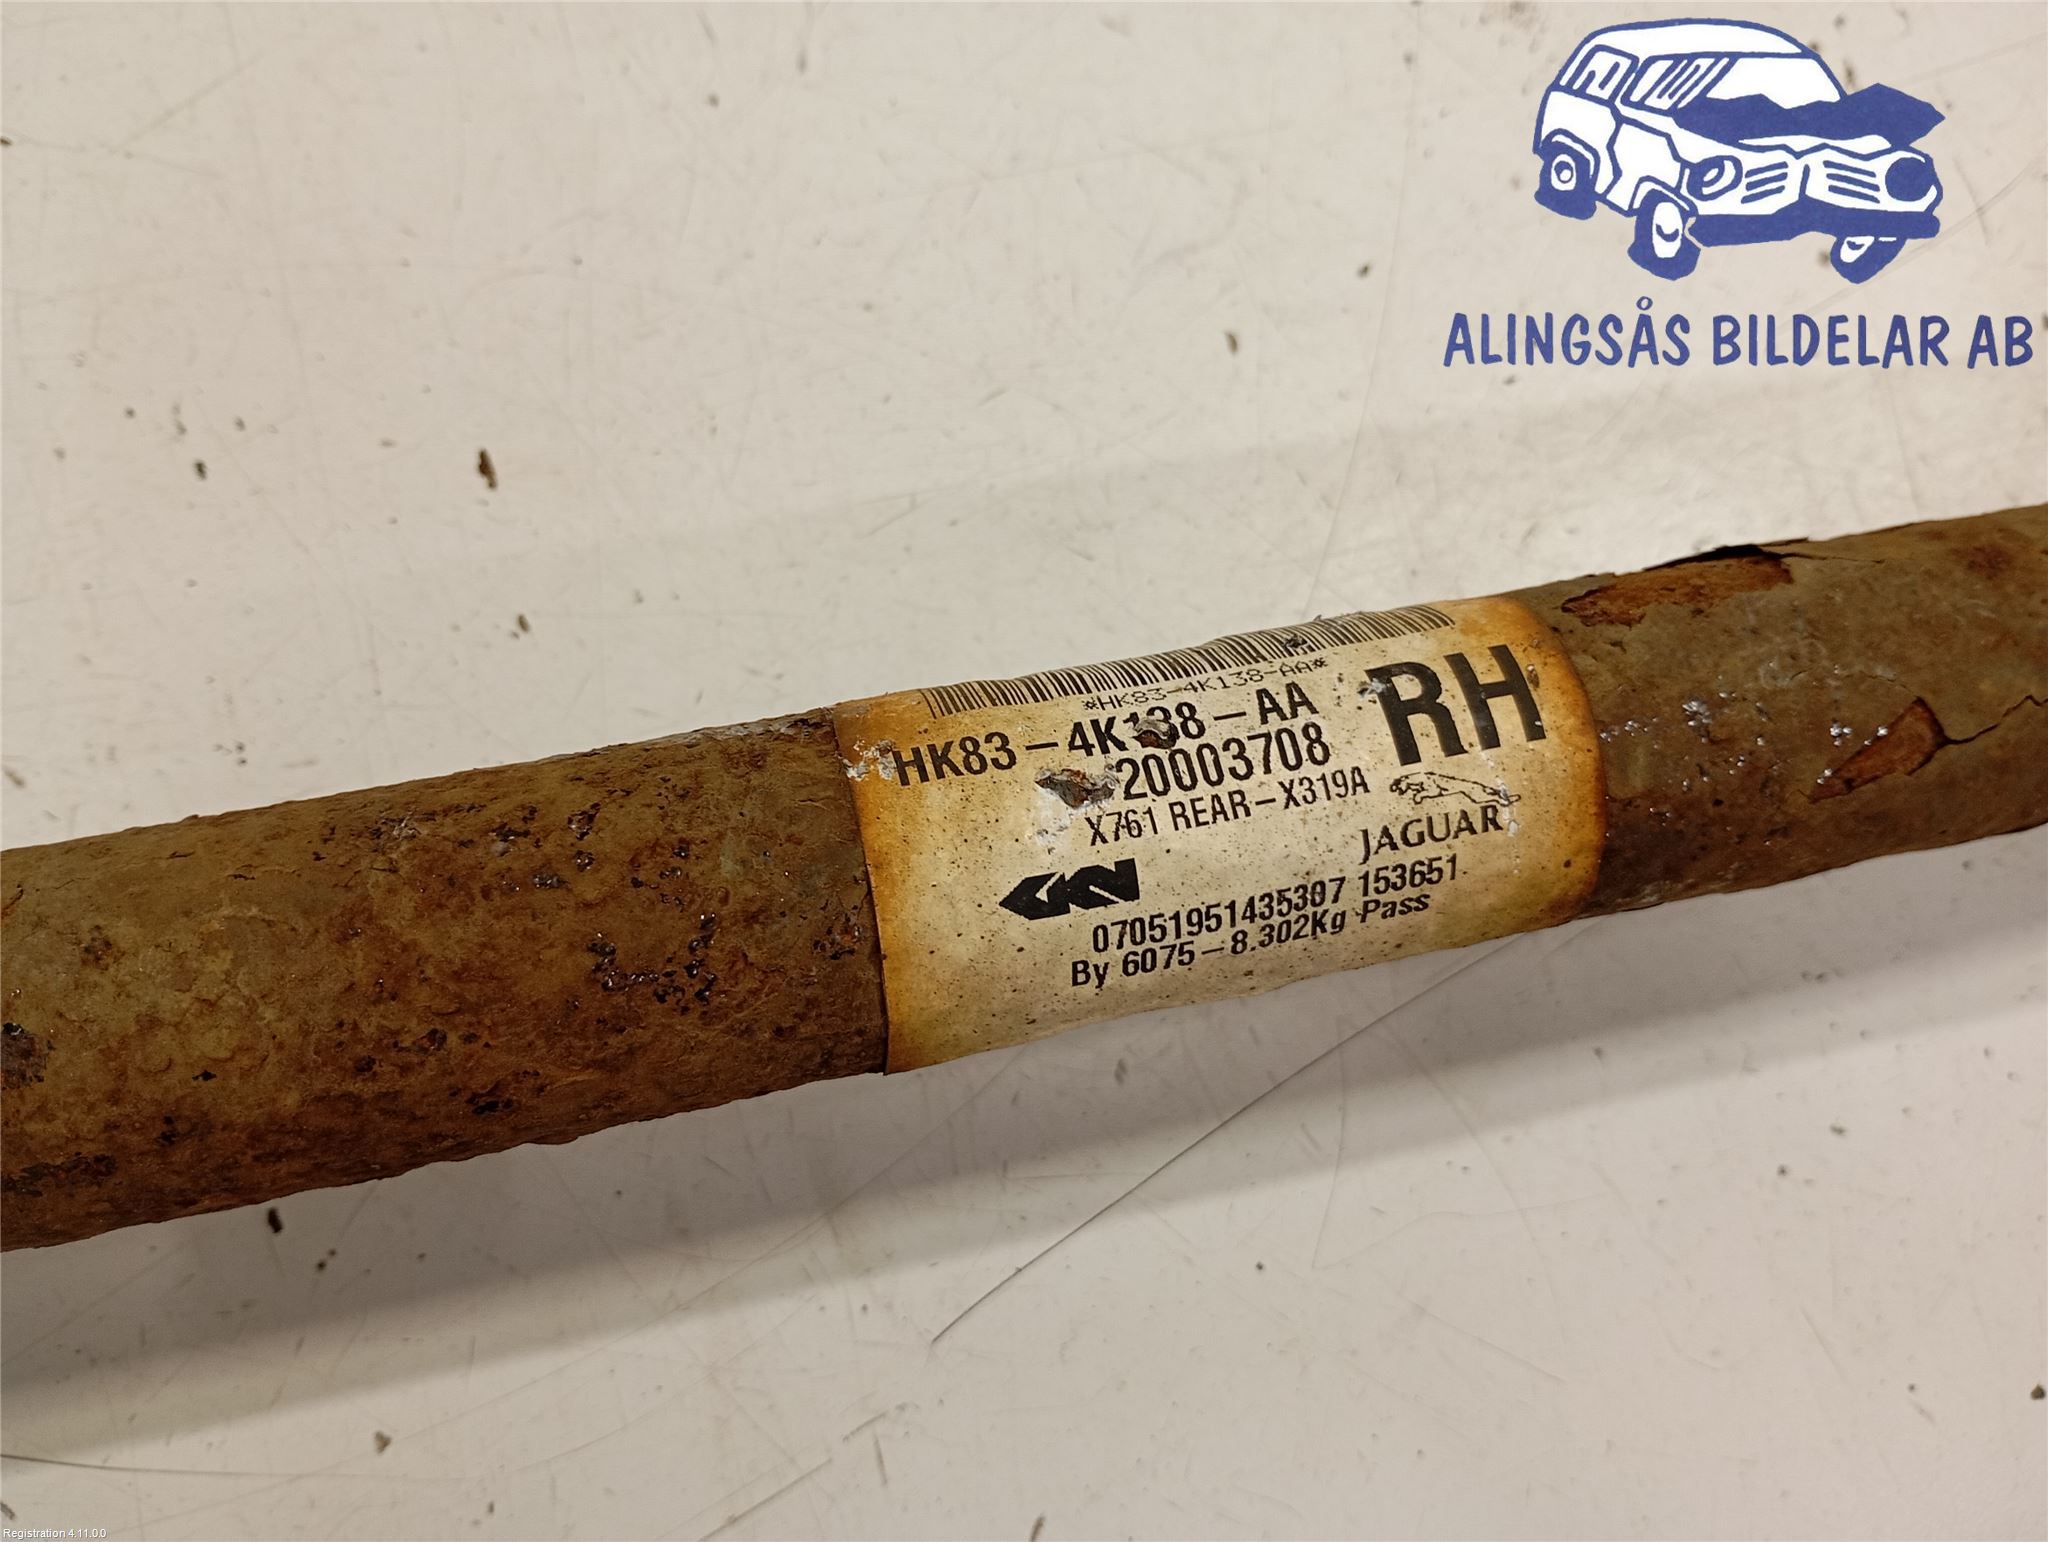 ALINGSÅS BILDELAR AB
*HK83-4K138-AA*
HK83-4K138-AA
RH
20003708
X761 REAR-X319A
JAGUAR
GKN
07051951435307 153651
By 6075-8.302Kg Pass
Registration 4.11.0.0